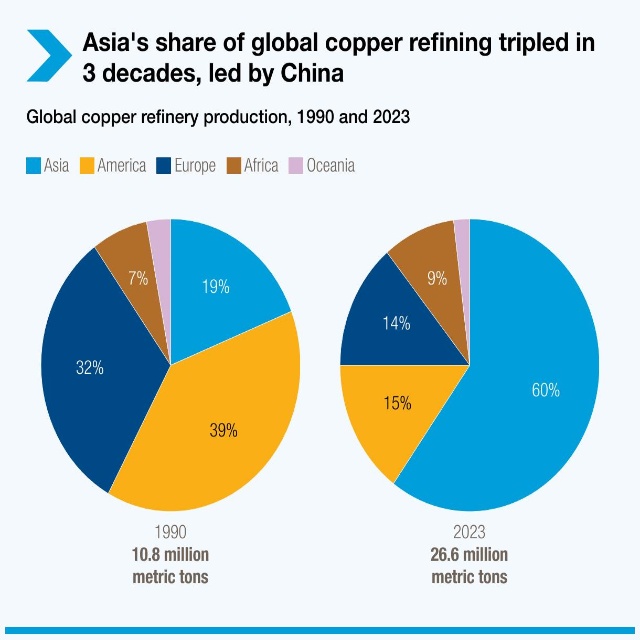 Asia's share of global copper refining tripled in
3 decades, led by China
Global copper refinery production, 1990 and 2023
Asia America Europe Africa Oceania
19%
39%
32%
7%
60%
15%
14%
9%
1990
10.8 million
metric tons
2023
26.6 million
metric tons